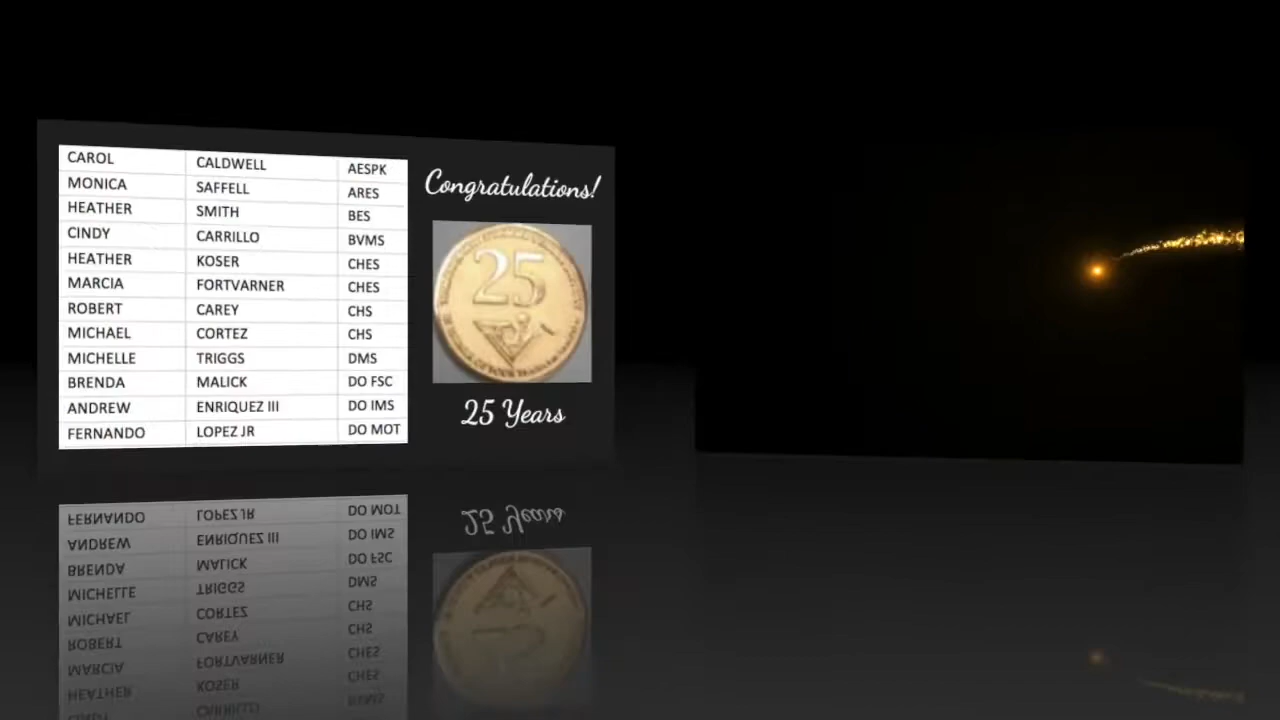 CAROL CALDWELL AESPK
MONICA SAFFELL ARES
HEATHER SMITH BES
CINDY CARRILLO BVMS
HEATHER KOSER CHES
MARCIA FORTVARNER CHES
ROBERT CAREY CHS
MICHAEL CORTEZ CHS
MICHELLE TRIGGS DMS
BRENDA MALICK DO FSC
ANDREW ENRIQUEZ III DO IMS
FERNANDO LOPEZ JR DO MOT
Congratulations!
25
25 Years